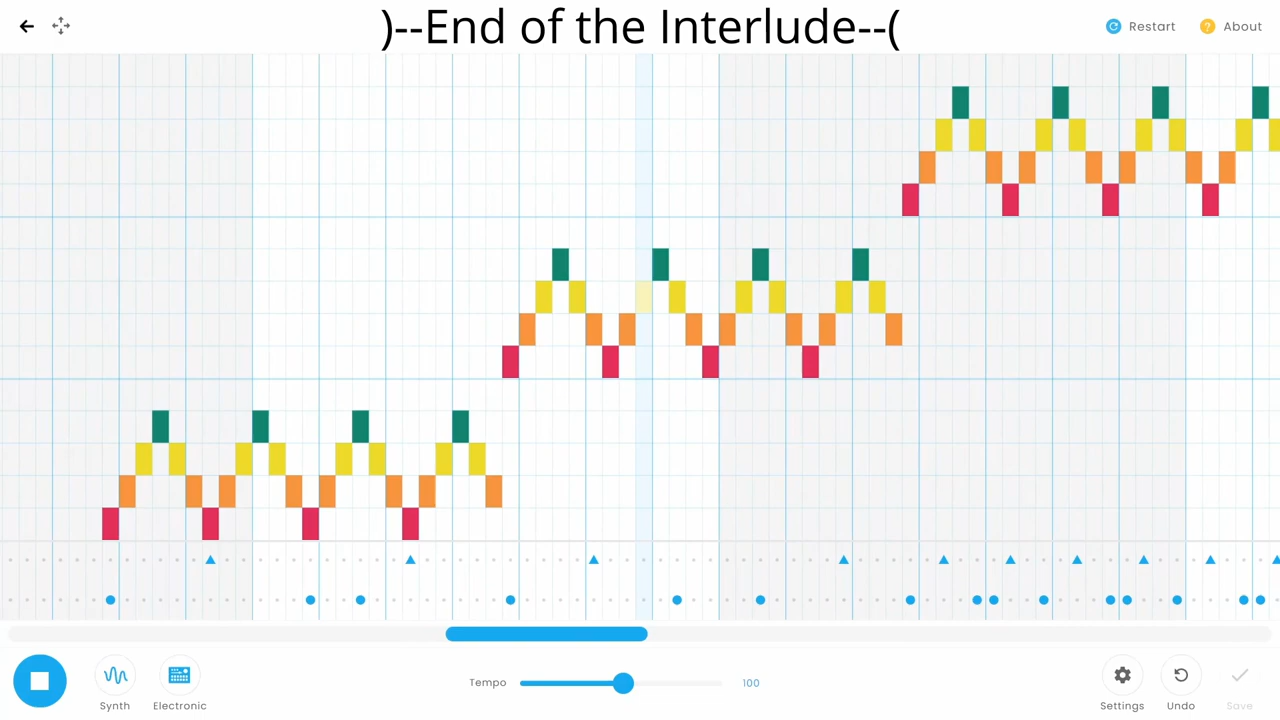 )--End of the Interlude--(
Restart
? About
Tempo
100
Synth
Electronic
Settings
Undo
Save